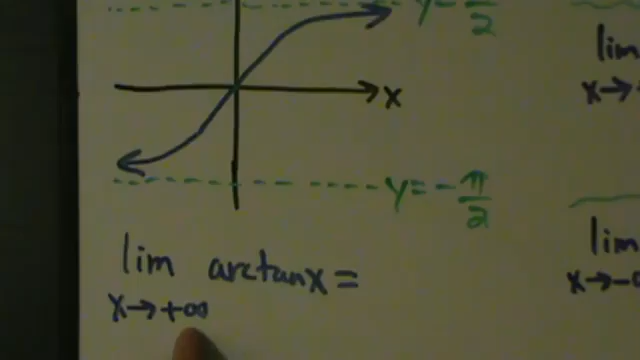 y = π/2
x
lim
x→
y = -π/2
lim arctan x =
x→+∞
lim
x→-∞